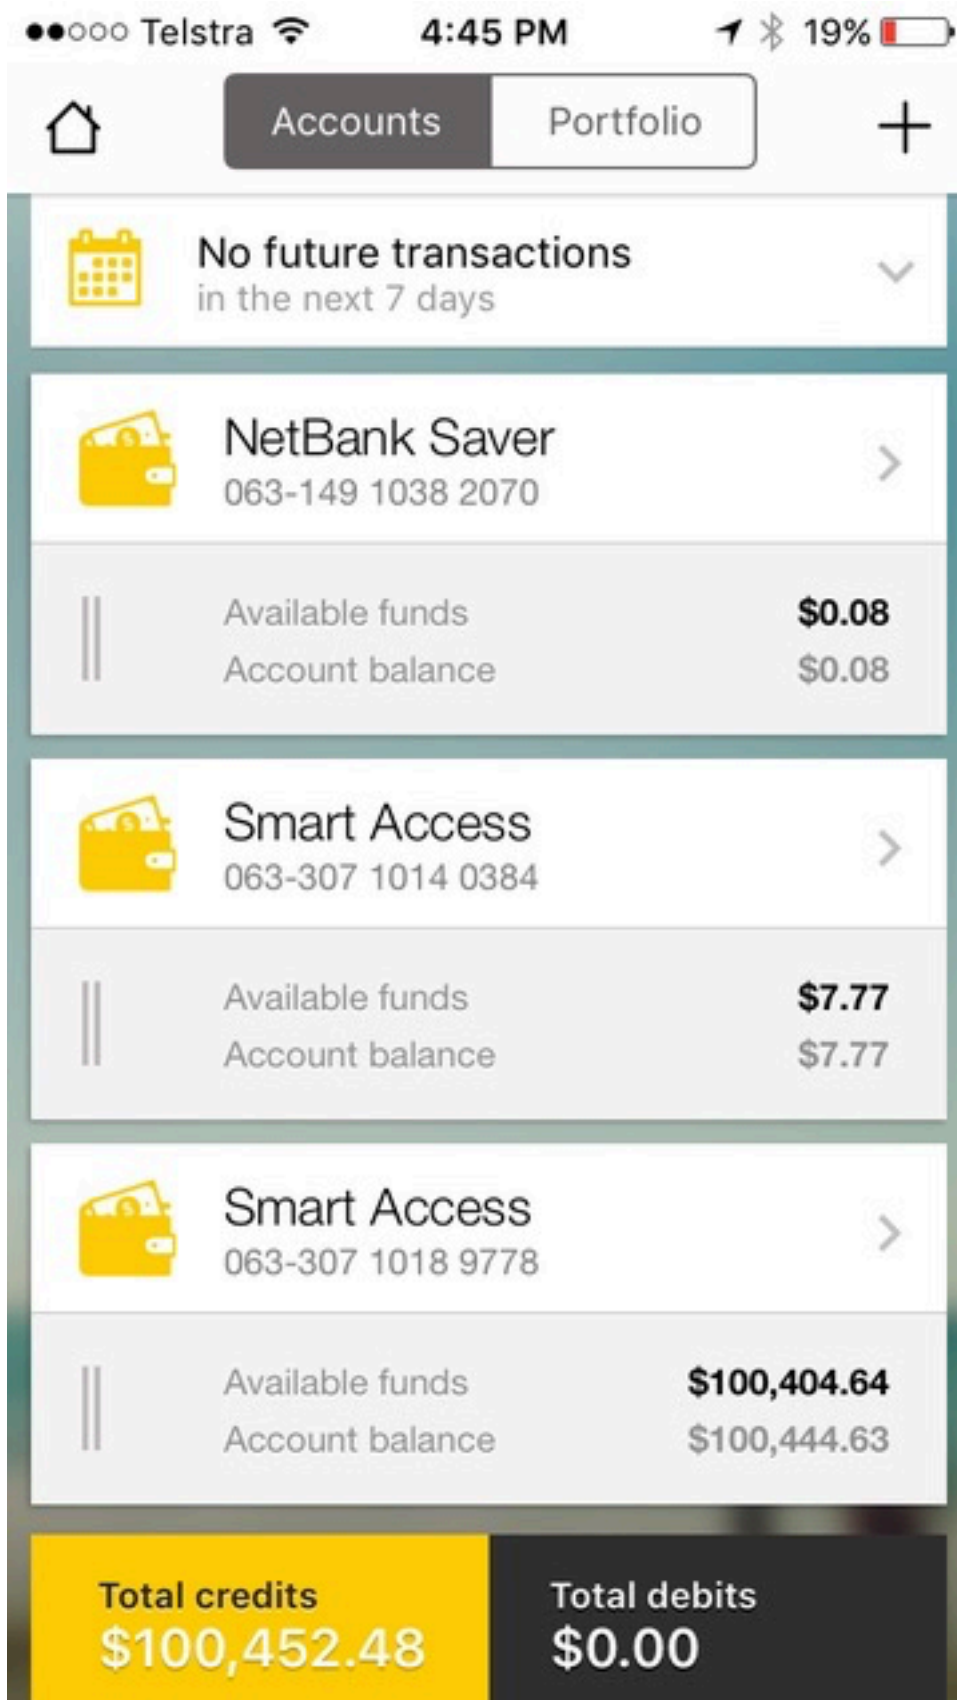 Telstra 4:45 PM 19%
Accounts Portfolio
No future transactions
in the next 7 days
NetBank Saver
063-149 1038 2070
Available funds $0.08
Account balance $0.08
Smart Access
063-307 1014 0384
Available funds $7.77
Account balance $7.77
Smart Access
063-307 1018 9778
Available funds $100,404.64
Account balance $100,444.63
Total credits Total debits
$100,452.48 $0.00